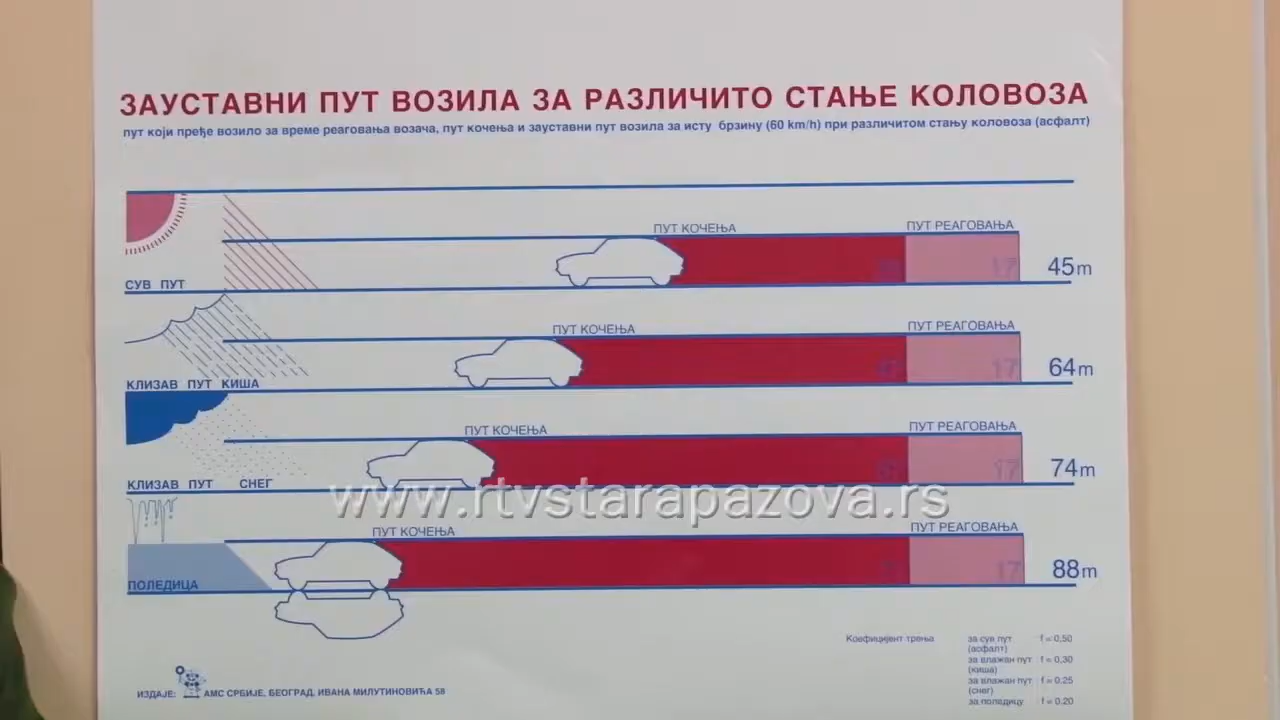 ЗАУСТАВНИ ПУТ ВОЗИЛА ЗА РАЗЛИЧИТО СТАЊЕ КОЛОВОЗА
пут који пређе возило за време реаговања возача, пут кочења и зауставни пут возила за исту брзину (60 km/h) при различитом стању коловоза (асфалт)
ПУТ КОЧЕЊА ПУТ РЕАГОВАЊА
17 45m
СУВ ПУТ
ПУТ КОЧЕЊА ПУТ РЕАГОВАЊА
17 64m
КЛИЗАВ ПУТ КИША
ПУТ КОЧЕЊА ПУТ РЕАГОВАЊА
17 74m
КЛИЗАВ ПУТ СНЕГ
www.rtvstarapazova.rs
ПУТ КОЧЕЊА ПУТ РЕАГОВАЊА
17 88m
ПОЛЕДИЦА
Коефицијент трења за сув пут f = 0,50
(асфалт)
за влажан пут f = 0,30
(киша)
за влажан пут f = 0.25
(снег)
за поледицу f = 0.20
ИЗДАЈЕ: АМС СРБИЈЕ, БЕОГРАД, ИВАНА МИЛУТИНОВИЋА 58